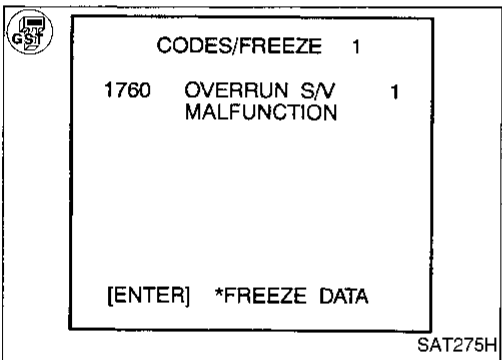 GST
CODES/FREEZE 1
1760 OVERRUN S/V 1
MALFUNCTION
[ENTER] *FREEZE DATA
SAT275H